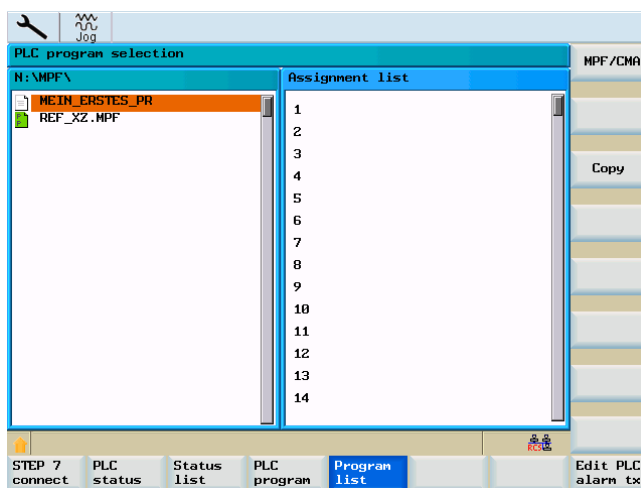 Jog
PLC program selection
MPF/CMA
N:\MPF\
Assignment list
MEIN_ERSTES_PR
REF_XZ.MPF
1
2
3
Copy
4
5
6
7
8
9
10
11
12
13
14
RCS
STEP 7 connect
PLC status
Status list
PLC program
Program list
Edit PLC alarm tx